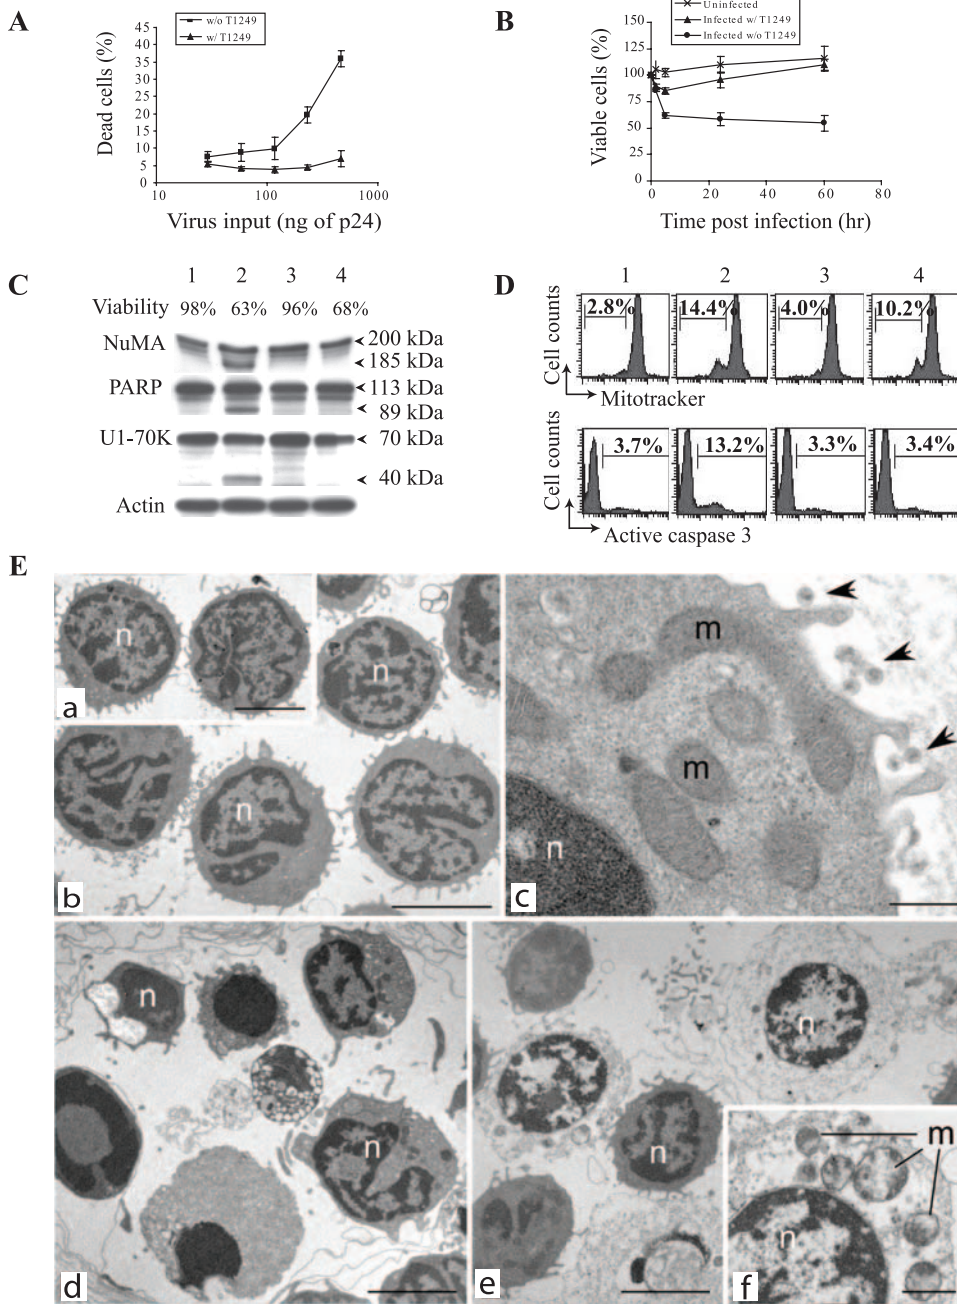 A
w/o T1249
w/ T1249
Dead cells (%)
45
40
35
30
25
20
15
10
5
0
10 100 1000
Virus input (ng of p24)
B
Uninfected
Infected w/ T1249
Infected w/o T1249
Viable cells (%)
150
125
100
75
50
25
0
0 20 40 60 80
Time post infection (hr)
C
1 2 3 4
Viability 98% 63% 96% 68%
NuMA
200 kDa
185 kDa
PARP
113 kDa
89 kDa
U1-70K
70 kDa
40 kDa
Actin
D
1 2 3 4
Cell counts
2.8% 14.4% 4.0% 10.2%
Mitotracker
Cell counts
3.7% 13.2% 3.3% 3.4%
Active caspase 3
E
n
a
n
n
b
m
m
n
c
n
n
d
n
n
e
m
n
f